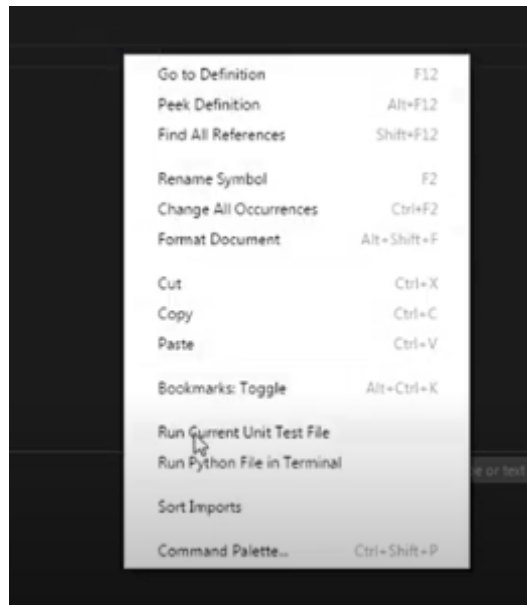 Go to Definition F12
Peek Definition Alt+F12
Find All References Shift+F12
Rename Symbol F2
Change All Occurrences Ctrl+F2
Format Document Alt+Shift+F
Cut Ctrl+X
Copy Ctrl+C
Paste Ctrl+V
Bookmarks: Toggle Alt+Ctrl+K
Run Current Unit Test File
Run Python File in Terminal
e or text
Sort Imports
Command Palette... Ctrl+Shift+P